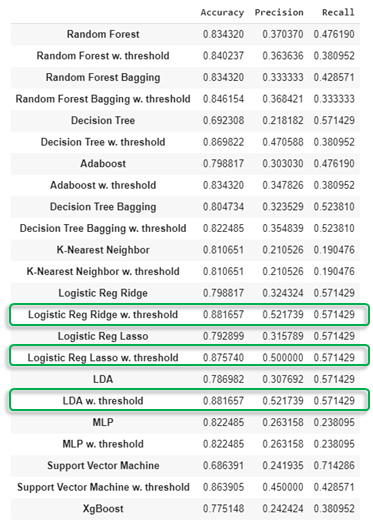 Accuracy Precision Recall
Random Forest 0.834320 0.370370 0.476190
Random Forest w. threshold 0.840237 0.363636 0.380952
Random Forest Bagging 0.834320 0.333333 0.428571
Random Forest Bagging w. threshold 0.846154 0.368421 0.333333
Decision Tree 0.692308 0.218182 0.571429
Decision Tree w. threshold 0.869822 0.470588 0.380952
Adaboost 0.798817 0.303030 0.476190
Adaboost w. threshold 0.834320 0.347826 0.380952
Decision Tree Bagging 0.804734 0.323529 0.523810
Decision Tree Bagging w. threshold 0.822485 0.354839 0.523810
K-Nearest Neighbor 0.810651 0.210526 0.190476
K-Nearest Neighbor w. threshold 0.810651 0.210526 0.190476
Logistic Reg Ridge 0.798817 0.324324 0.571429
Logistic Reg Ridge w. threshold 0.881657 0.521739 0.571429
Logistic Reg Lasso 0.792899 0.315789 0.571429
Logistic Reg Lasso w. threshold 0.875740 0.500000 0.571429
LDA 0.786982 0.307692 0.571429
LDA w. threshold 0.881657 0.521739 0.571429
MLP 0.822485 0.263158 0.238095
MLP w. threshold 0.822485 0.263158 0.238095
Support Vector Machine 0.686391 0.241935 0.714286
Support Vector Machine w. threshold 0.863905 0.450000 0.428571
XgBoost 0.775148 0.242424 0.380952